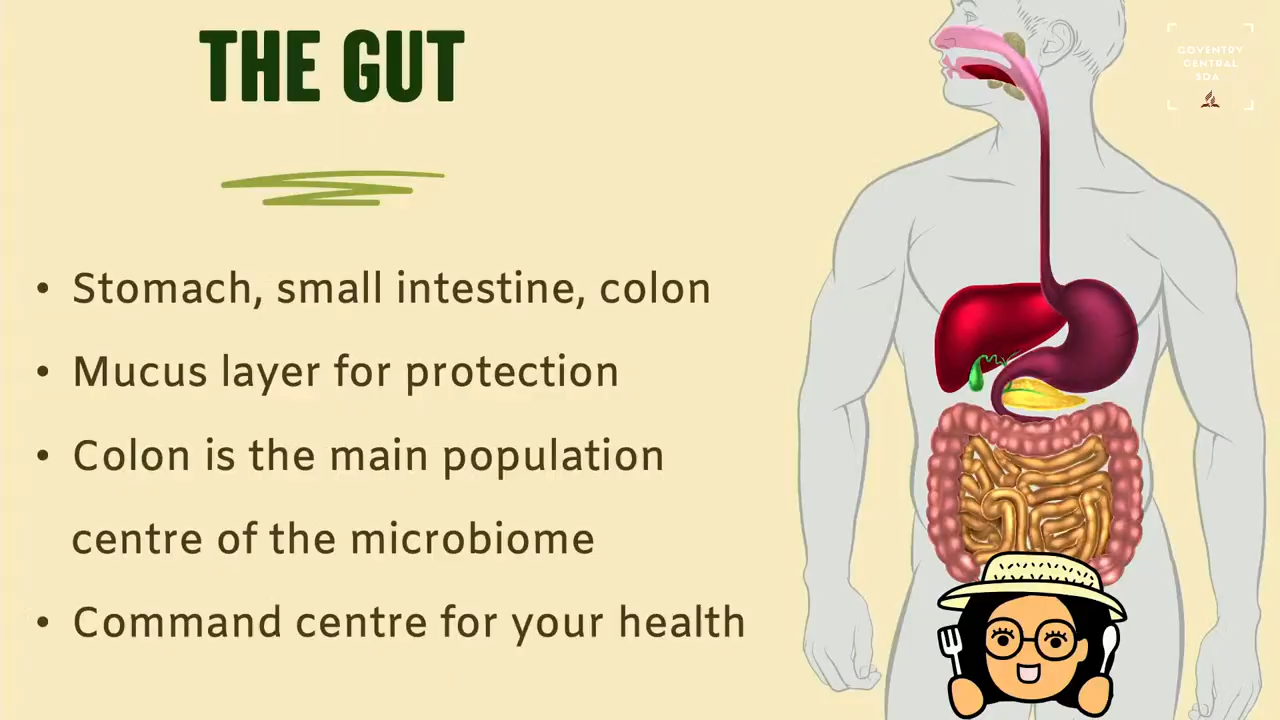 THE GUT
• Stomach, small intestine, colon
• Mucus layer for protection
• Colon is the main population
centre of the microbiome
• Command centre for your health
COVENTRY
CENTRAL
SDA